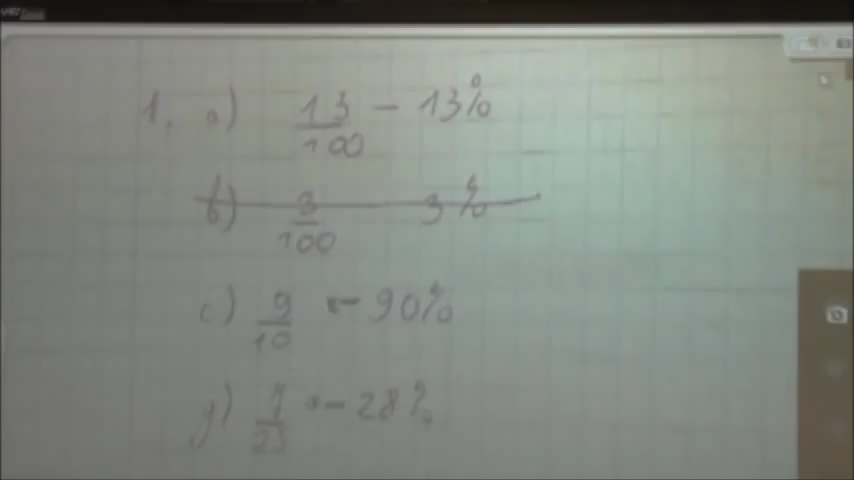 1. a) 13/100 – 13%
b) 3/100 3%
c) 9/10 – 90%
y) 7/25 – 28%